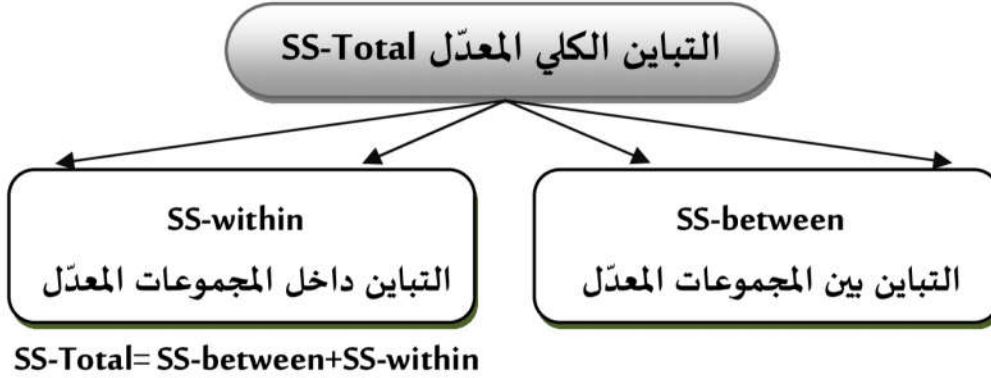 التباين الكلي المعدّل SS-Total
SS-between
التباين بين المجموعات المعدّل
SS-within
التباين داخل المجموعات المعدّل
SS-Total= SS-between+SS-within